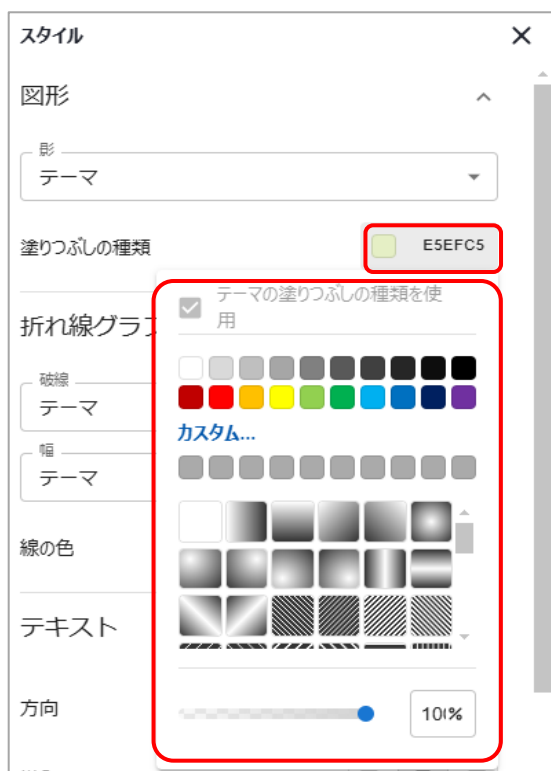 スタイル
図形
影
テーマ
塗りつぶしの種類
E5EFC5
テーマの塗りつぶしの種類を使
用
折れ線グラフ
破線
テーマ
カスタム...
幅
テーマ
線の色
テキスト
方向
100%